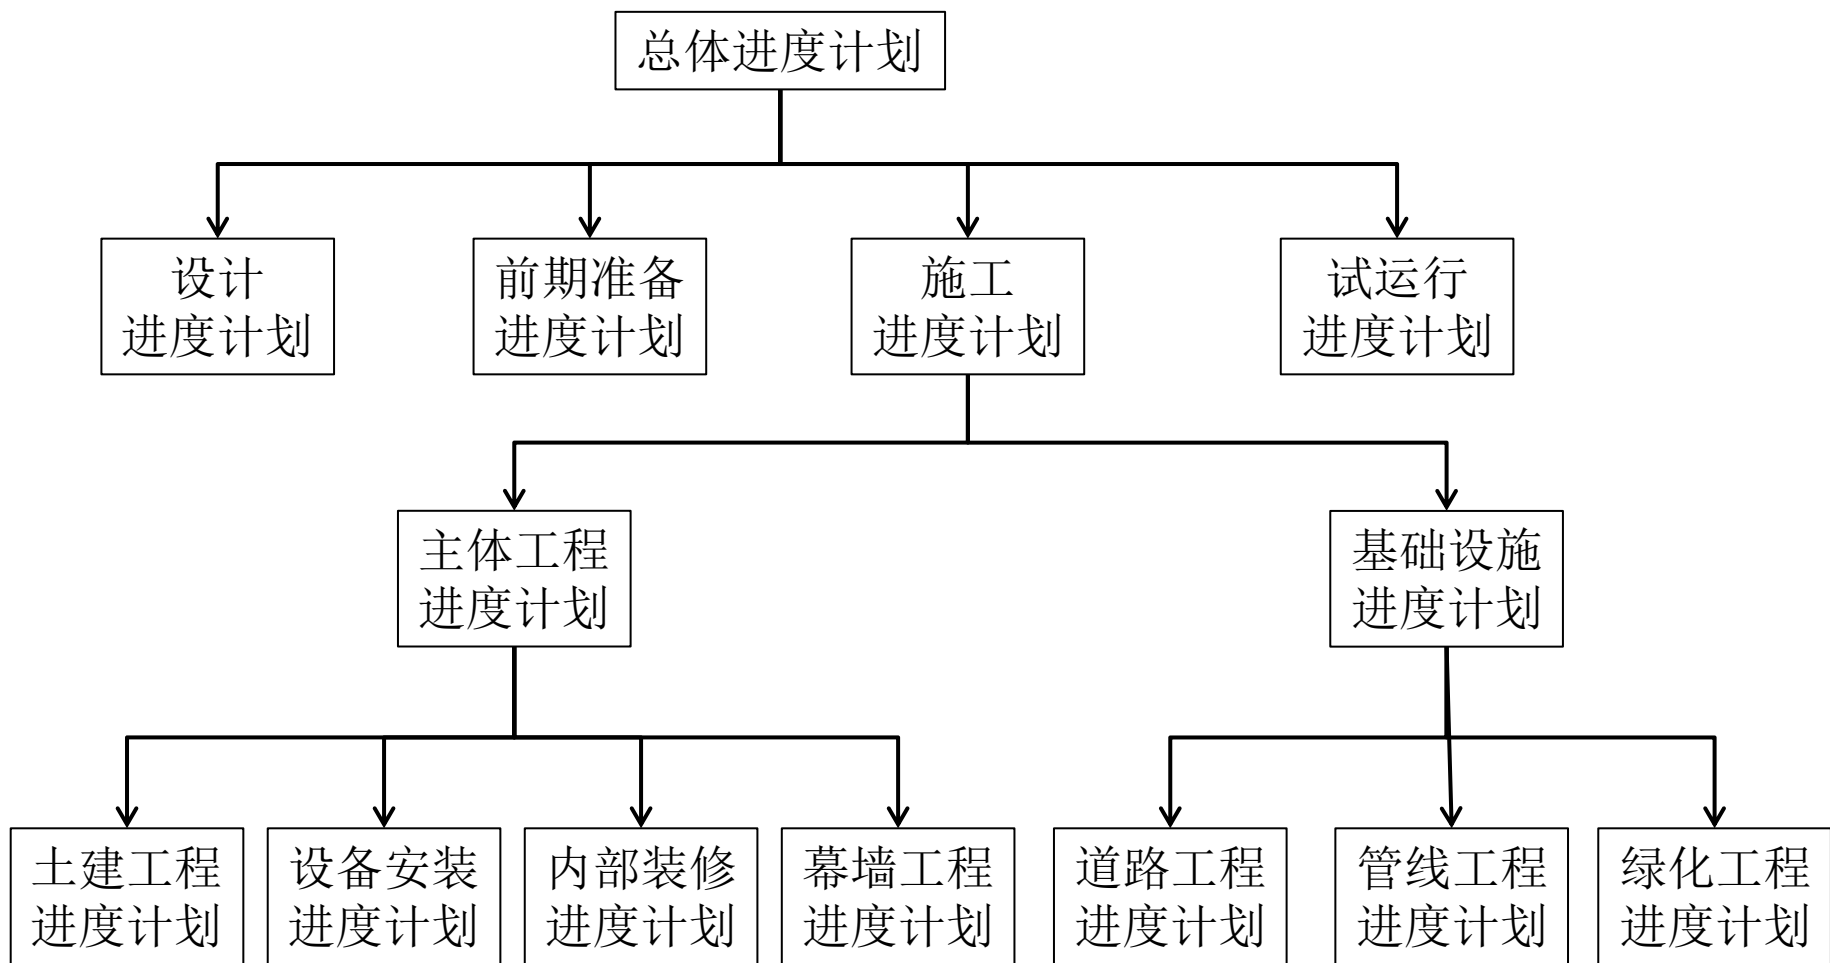 总体进度计划
设计
进度计划
前期准备
进度计划
施工
进度计划
试运行
进度计划
主体工程
进度计划
基础设施
进度计划
土建工程
进度计划
设备安装
进度计划
内部装修
进度计划
幕墙工程
进度计划
道路工程
进度计划
管线工程
进度计划
绿化工程
进度计划